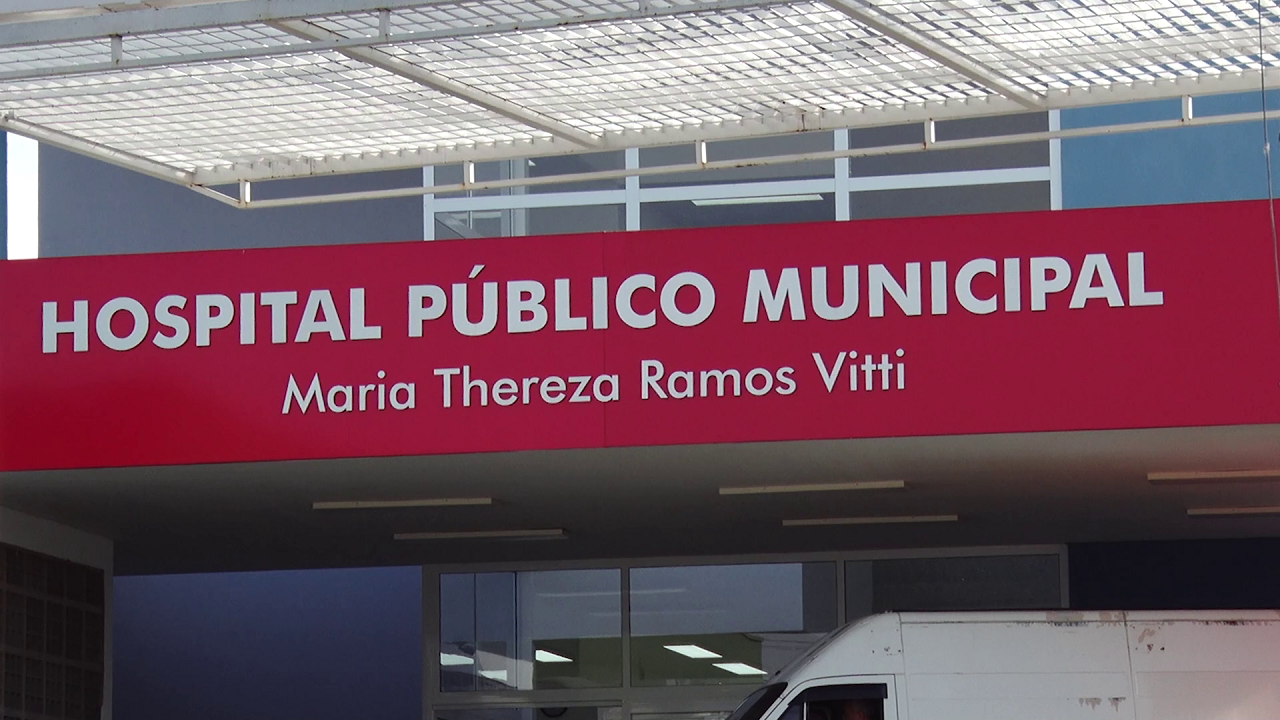 HOSPITAL PÚBLICO MUNICIPAL
Maria Thereza Ramos Vitti